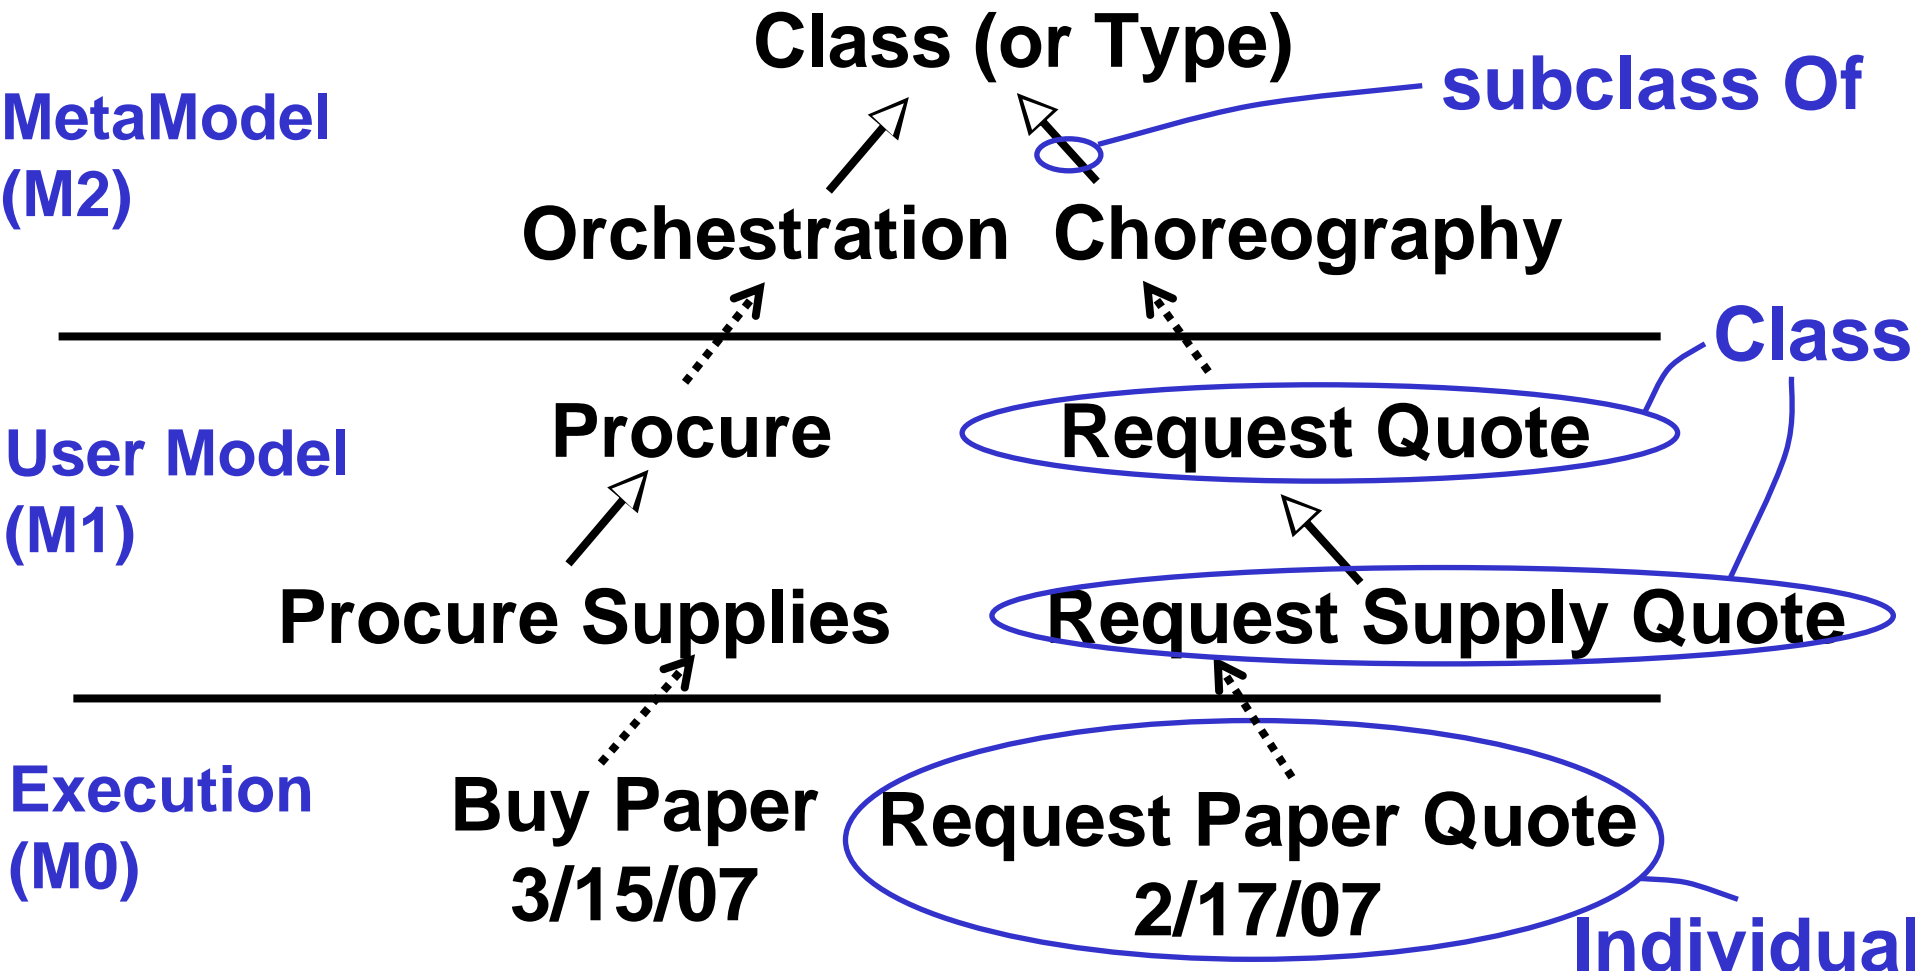 Class (or Type)
subclass Of
MetaModel
(M2)
Orchestration Choreography
Class
User Model
(M1)
Procure
Request Quote
Procure Supplies
Request Supply Quote
Execution
(M0)
Buy Paper
3/15/07
Request Paper Quote
2/17/07
Individual